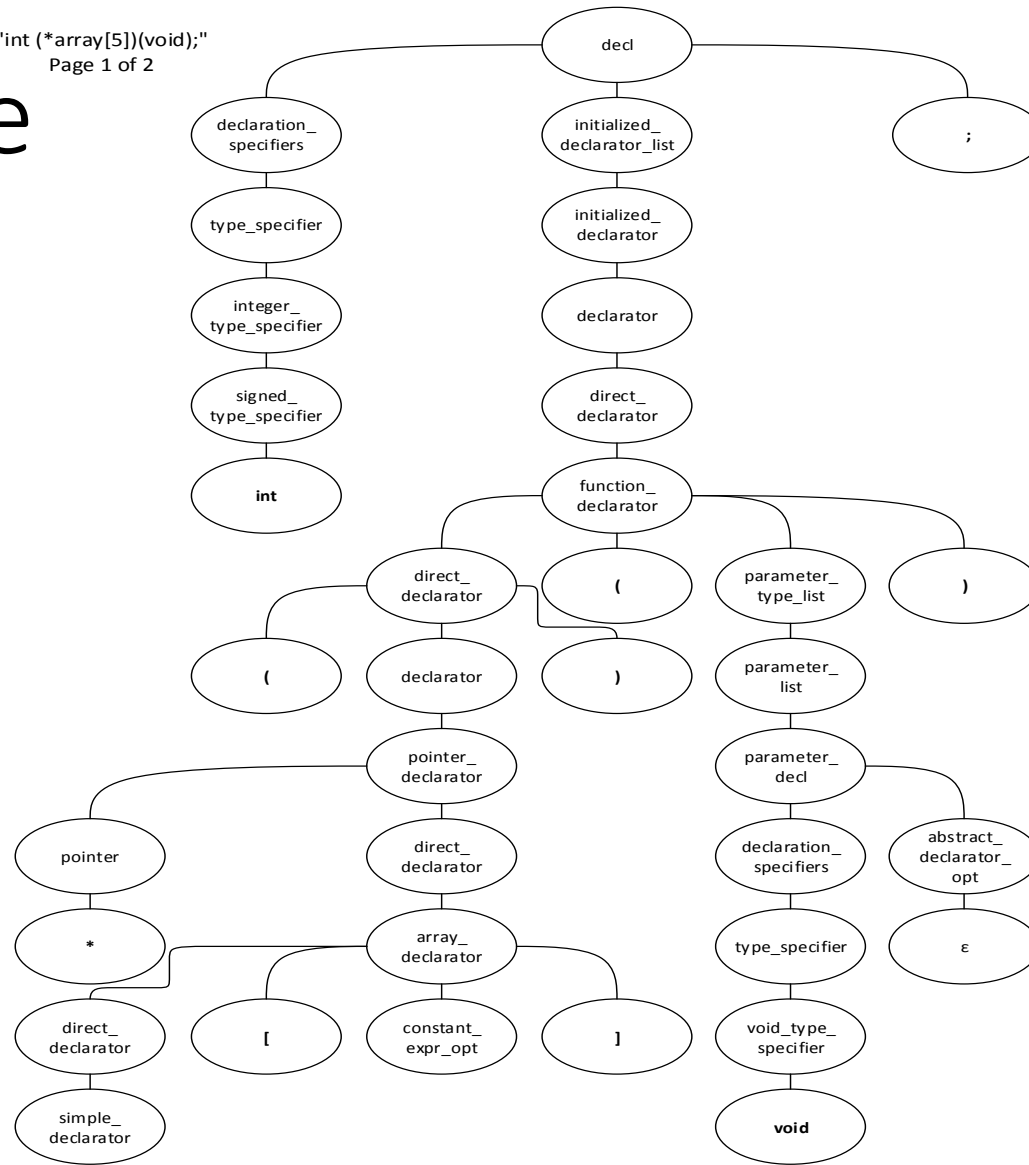 "int (*array[5])(void);"
Page 1 of 2
e
decl
declaration_
specifiers
initialized_
declarator_list
;
type_specifier
initialized_
declarator
integer_
type_specifier
declarator
signed_
type_specifier
direct_
declarator
int
function_
declarator
direct_
declarator
(
parameter_
type_list
)
(
declarator
)
parameter_
list
pointer_
declarator
parameter_
decl
pointer
direct_
declarator
declaration_
specifiers
abstract_
declarator_
opt
*
array_
declarator
type_specifier
ε
direct_
declarator
[
constant_
expr_opt
]
void_type_
specifier
simple_
declarator
void